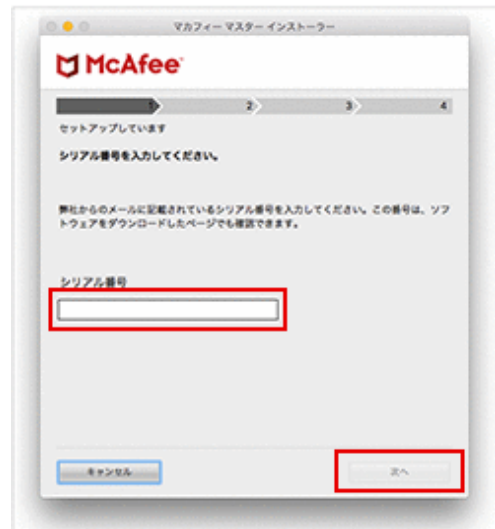 マカフィー マスター インストーラー
McAfee
1 2 3 4
セットアップしています
シリアル番号を入力してください。
弊社からのメールに記載されているシリアル番号を入力してください。この番号は、ソフ
トウェアをダウンロードしたページでも確認できます。
シリアル番号
キャンセル 次へ